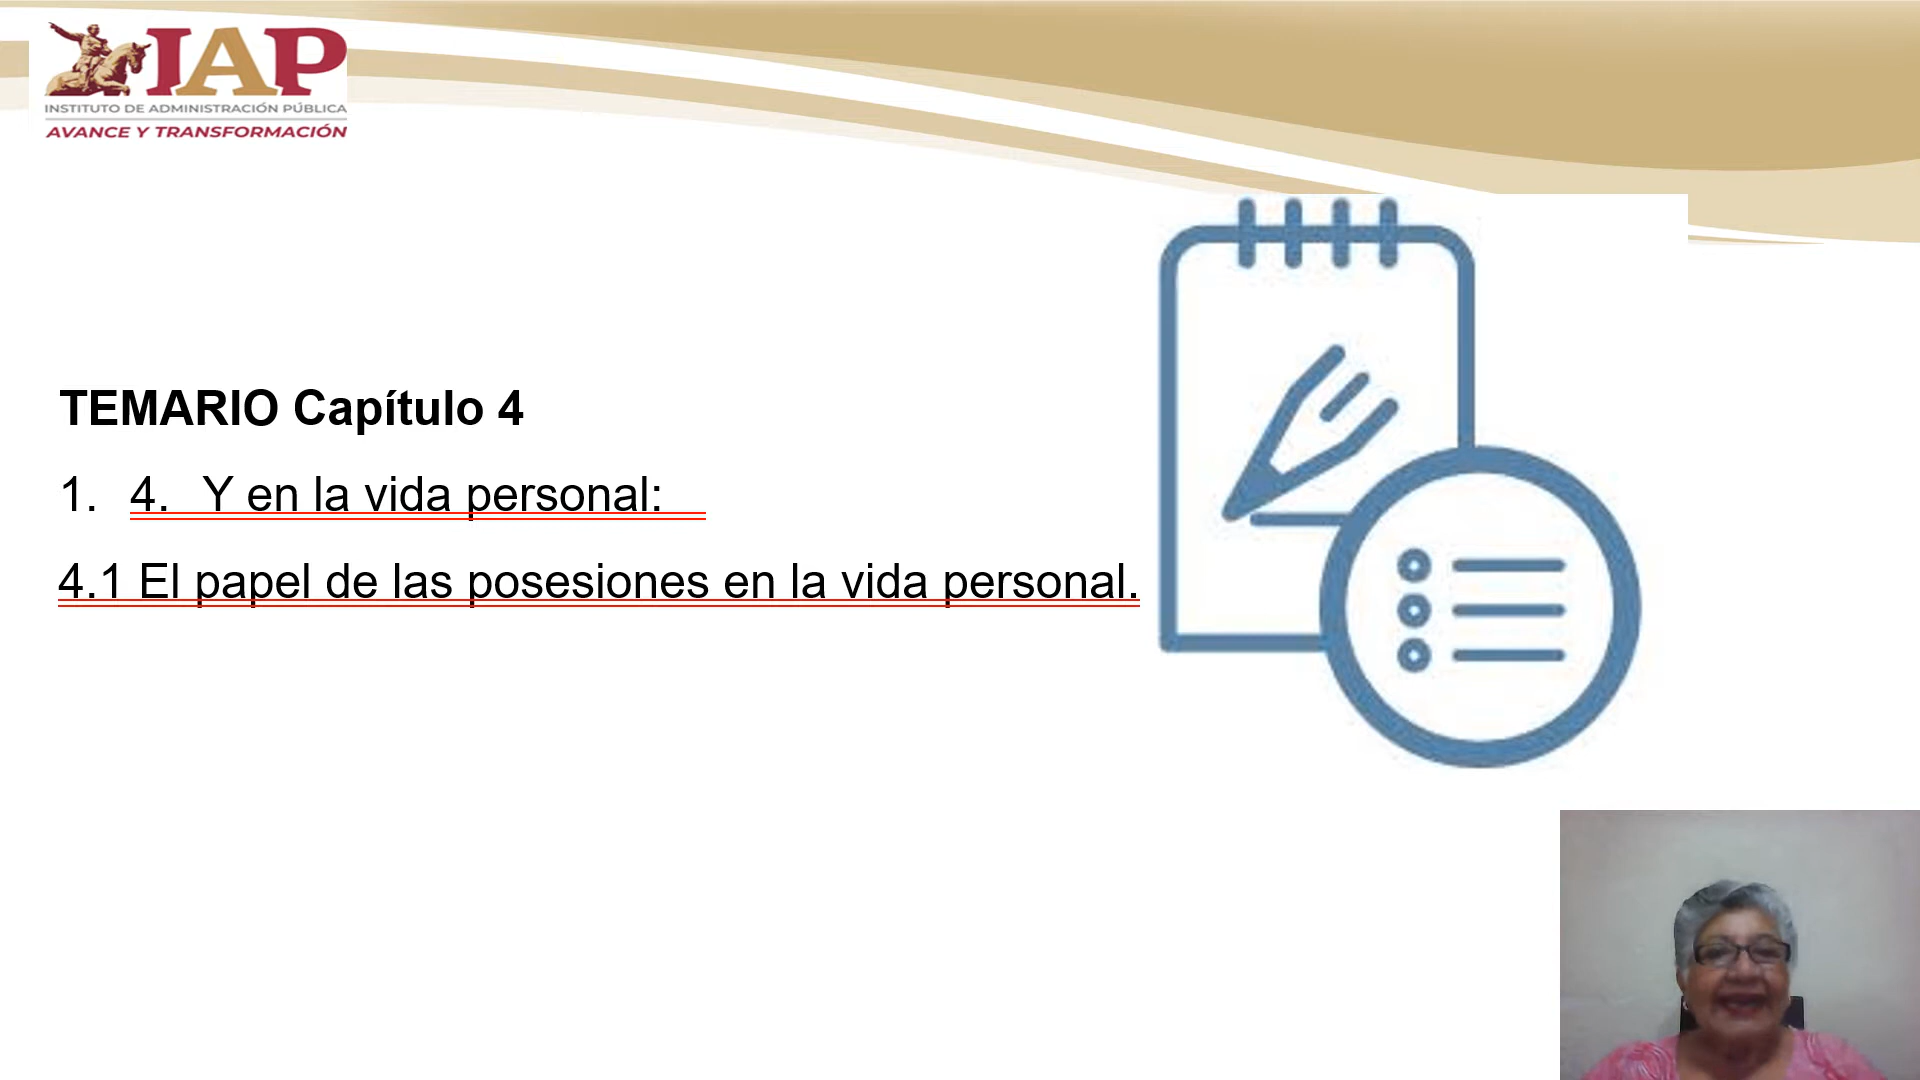 IAP
INSTITUTO DE ADMINISTRACIÓN PÚBLICA
AVANCE Y TRANSFORMACIÓN
TEMARIO Capítulo 4
1. 4. Y en la vida personal:
4.1 El papel de las posesiones en la vida personal.